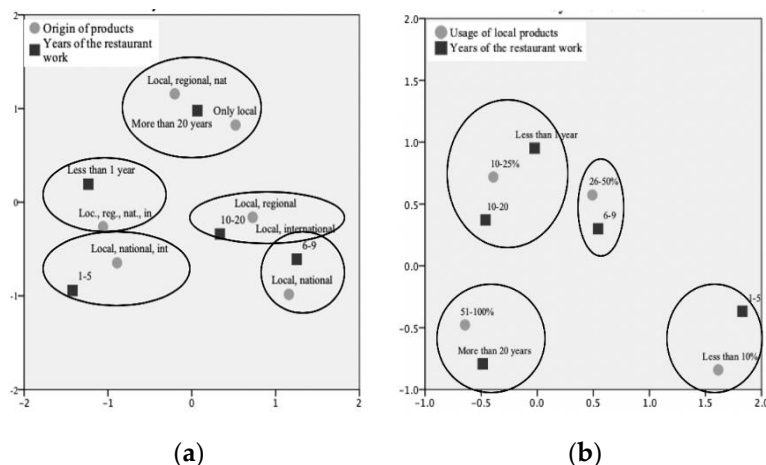 Origin of products
Years of the restaurant
work
Local, regional, nat
Only local
More than 20 years
Less than 1 year
Loc., reg., nat., in
Local, regional
10-20
Local, international
6-9
Local, national, int
1-5
Local, national
2
1
0
-1
-2
-2
-1
0
1
2
(a)
Usage of local products
Years of the restaurant work
Less than 1 year
10-25%
26-50%
10-20
6-9
51-100%
More than 20 years
1-5
Less than 10%
1.0
1.5
1.0
0.5
0.0
-0.5
-1.0
-1.0
-0.5
0.0
0.5
1.0
1.5
2.0
(b)